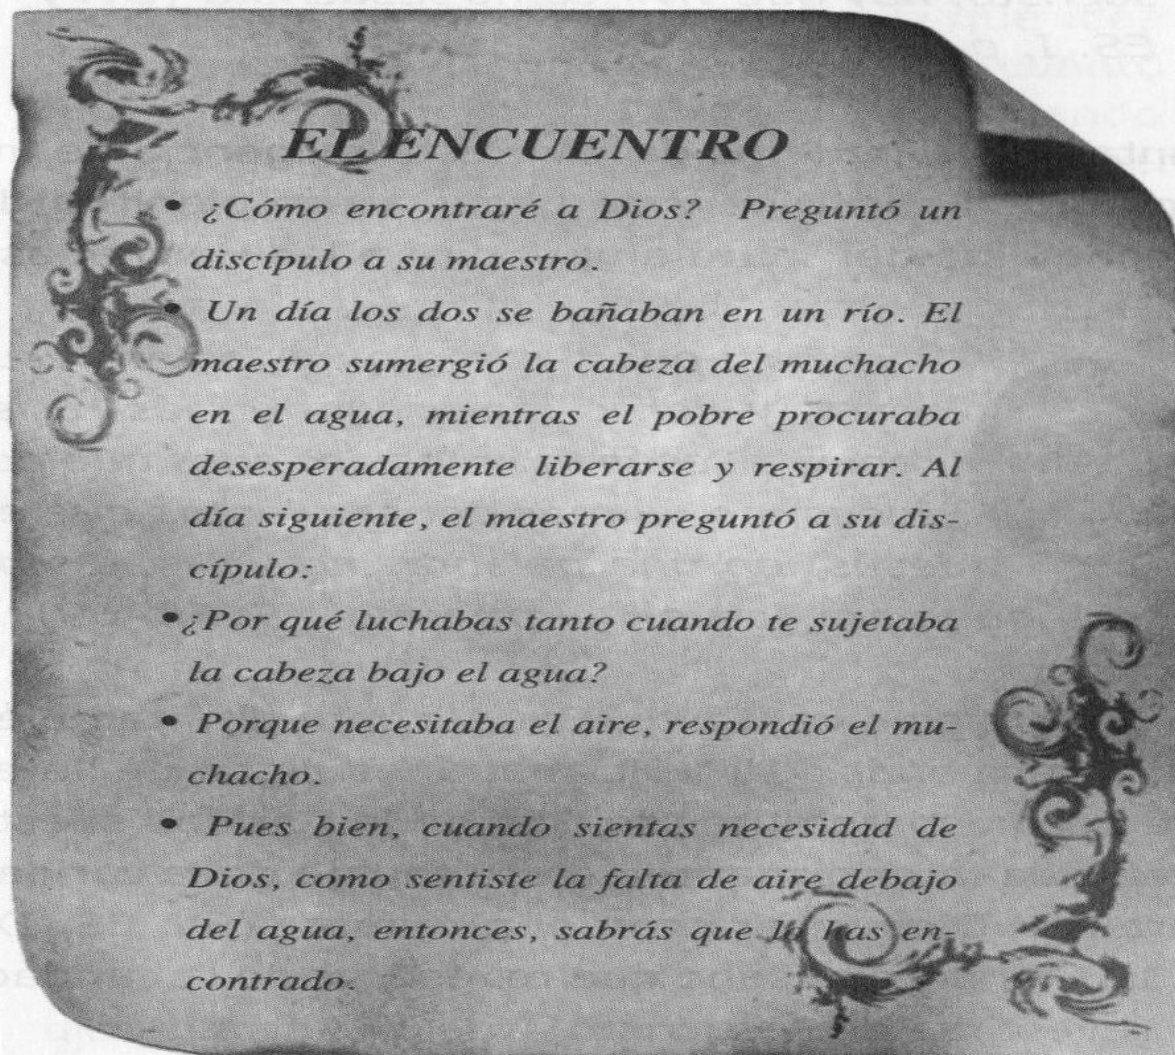 EL ENCUENTRO
• ¿Cómo encontraré a Dios? Preguntó un
discípulo a su maestro.
• Un día los dos se bañaban en un río. El
maestro sumergió la cabeza del muchacho
en el agua, mientras el pobre procuraba
desesperadamente liberarse y respirar. Al
día siguiente, el maestro preguntó a su dis-
cípulo:
•¿Por qué luchabas tanto cuando te sujetaba
la cabeza bajo el agua?
• Porque necesitaba el aire, respondió el mu-
chacho.
• Pues bien, cuando sientas necesidad de
Dios, como sentiste la falta de aire debajo
del agua, entonces, sabrás que lo has en-
contrado.